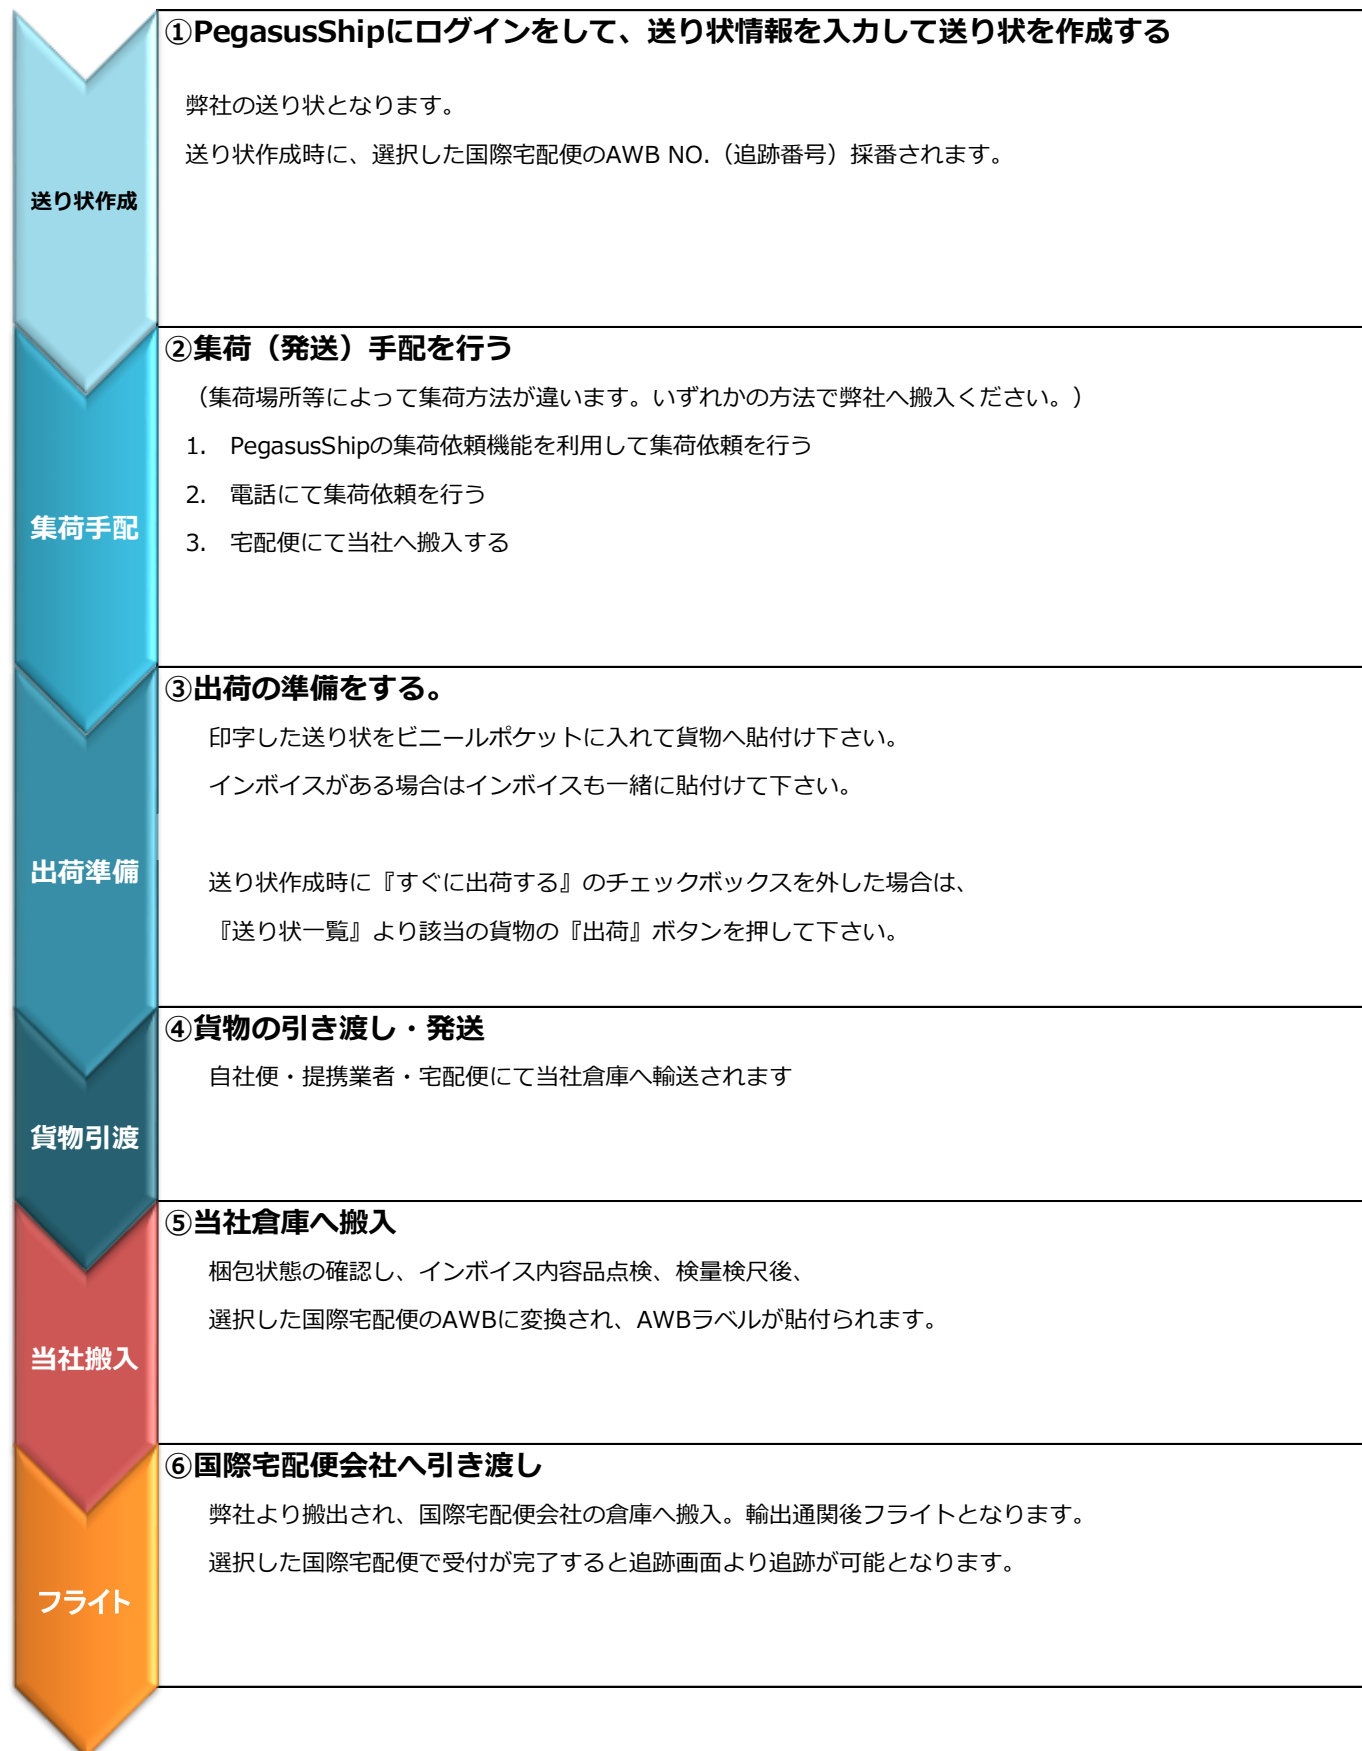 ①PegasusShipにログインをして、送り状情報を入力して送り状を作成する
弊社の送り状となります。
送り状作成時に、選択した国際宅配便のAWB NO.（追跡番号）採番されます。
送り状作成
②集荷（発送）手配を行う
（集荷場所等によって集荷方法が違います。いずれかの方法で弊社へ搬入ください。）
1. PegasusShipの集荷依頼機能を利用して集荷依頼を行う
2. 電話にて集荷依頼を行う
3. 宅配便にて当社へ搬入する
集荷手配
③出荷の準備をする。
印字した送り状をビニールポケットに入れて貨物へ貼付け下さい。
インボイスがある場合はインボイスも一緒に貼付けて下さい。
送り状作成時に『すぐに出荷する』のチェックボックスを外した場合は、
『送り状一覧』より該当の貨物の『出荷』ボタンを押して下さい。
出荷準備
④貨物の引き渡し・発送
自社便・提携業者・宅配便にて当社倉庫へ輸送されます
貨物引渡
⑤当社倉庫へ搬入
梱包状態の確認し、インボイス内容品点検、検量検尺後、
選択した国際宅配便のAWBに変換され、AWBラベルが貼付られます。
当社搬入
⑥国際宅配便会社へ引き渡し
弊社より搬出され、国際宅配便会社の倉庫へ搬入。輸出通関後フライトとなります。
選択した国際宅配便で受付が完了すると追跡画面より追跡が可能となります。
フライト